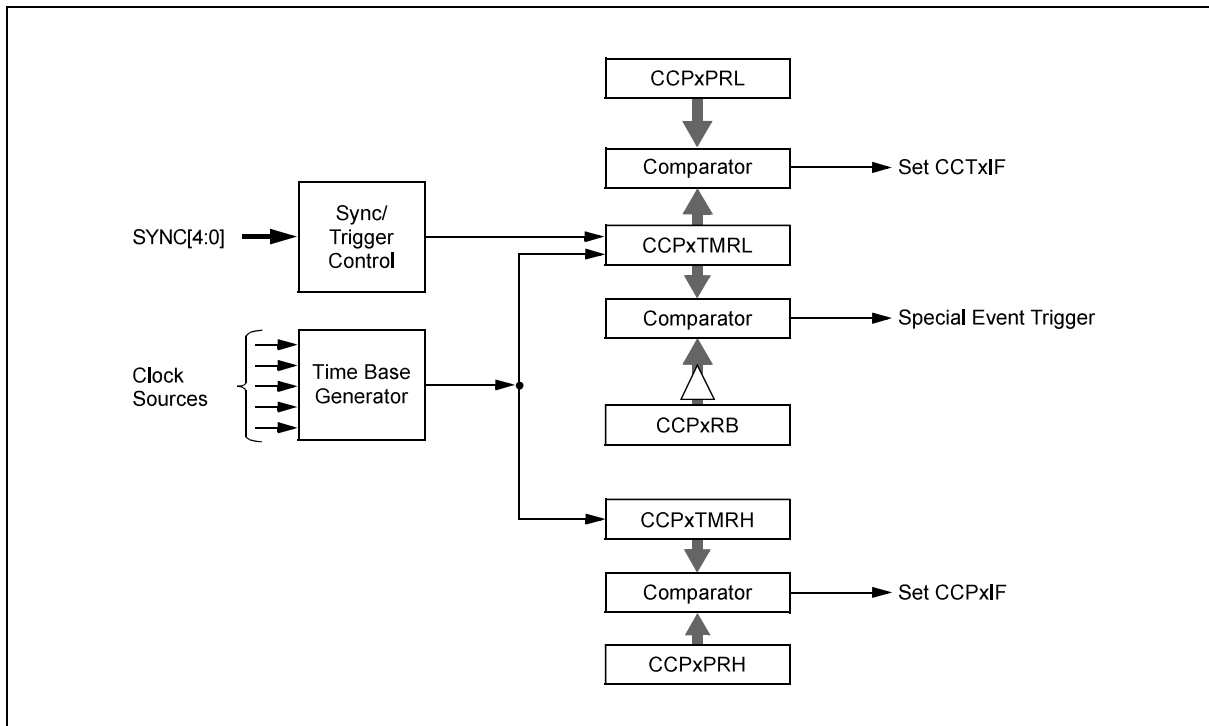 CCPxPRL
Comparator
Set CCTxIF
SYNC[4:0]
Sync/
Trigger
Control
CCPxTMRL
Comparator
Special Event Trigger
Clock
Sources
Time Base
Generator
CCPxRB
CCPxTMRH
Comparator
Set CCPxIF
CCPxPRH